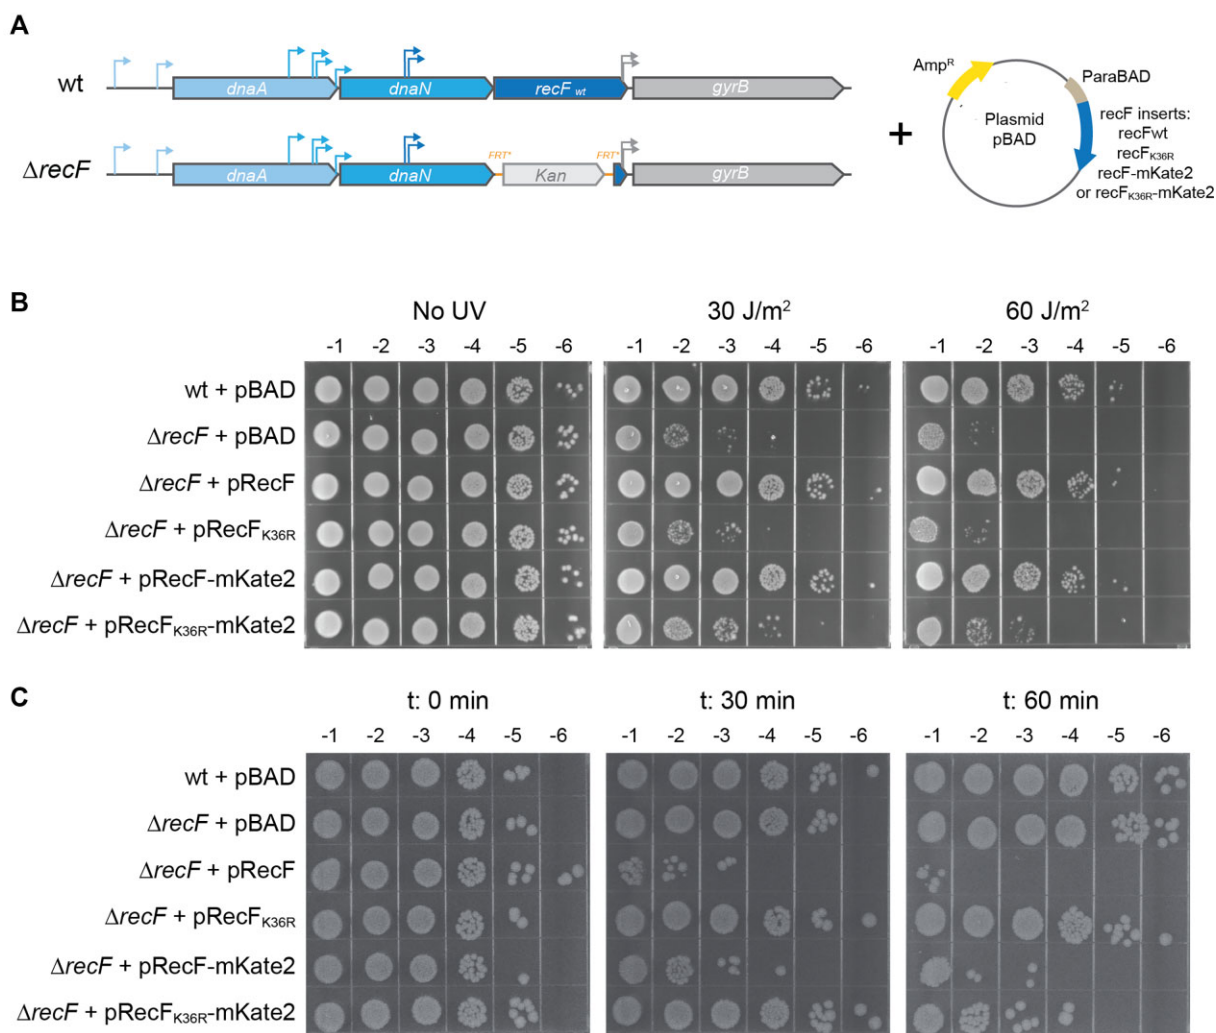 A
wt
dnaA
dnaN
recF wt
gyrB
ΔrecF
FRT*
FRT*
dnaA
dnaN
Kan
gyrB
+
AmpR
ParaBAD
Plasmid
pBAD
recF inserts:
recFwt
recFK36R
recF-mKate2
or recFK36R-mKate2
B
No UV
30 J/m²
60 J/m²
-1 -2 -3 -4 -5 -6
-1 -2 -3 -4 -5 -6
-1 -2 -3 -4 -5 -6
wt + pBAD
ΔrecF + pBAD
ΔrecF + pRecF
ΔrecF + pRecFK36R
ΔrecF + pRecF-mKate2
ΔrecF + pRecFK36R-mKate2
C
t: 0 min
t: 30 min
t: 60 min
-1 -2 -3 -4 -5 -6
-1 -2 -3 -4 -5 -6
-1 -2 -3 -4 -5 -6
wt + pBAD
ΔrecF + pBAD
ΔrecF + pRecF
ΔrecF + pRecFK36R
ΔrecF + pRecF-mKate2
ΔrecF + pRecFK36R-mKate2